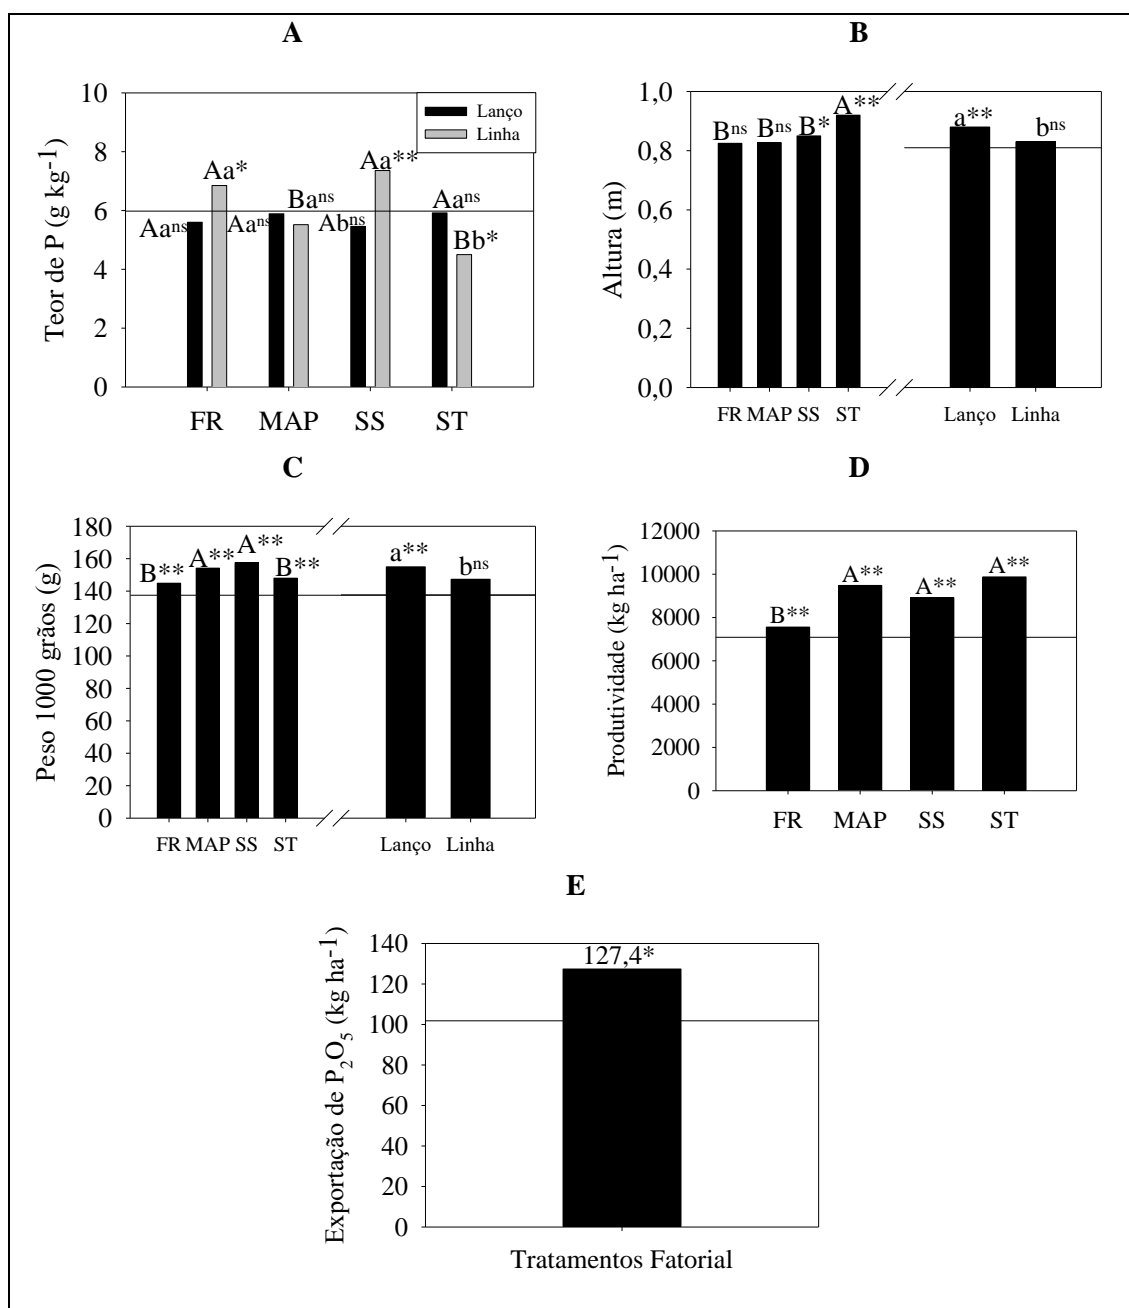 A
Teor de P (g kg-1)
10
8
6
4
2
0
Lanço
Linha
Aa*
Aa**
Aans
Aans
Bans
Abns
Aans
Bb*
FR MAP SS ST
B
Altura (m)
1,0
0,8
0,6
0,4
0,2
0,0
Bns Bns B* A**
a** bns
FR MAP SS ST Lanço Linha
C
Peso 1000 grãos (g)
180
160
140
120
100
80
60
40
20
0
B** A** A** B**
a** bns
FR MAP SS ST Lanço Linha
D
Produtividade (kg ha-1)
12000
10000
8000
6000
4000
2000
0
B** A** A** A**
FR MAP SS ST
E
Exportação de P2O5 (kg ha-1)
140
120
100
80
60
40
20
0
127,4*
Tratamentos Fatorial